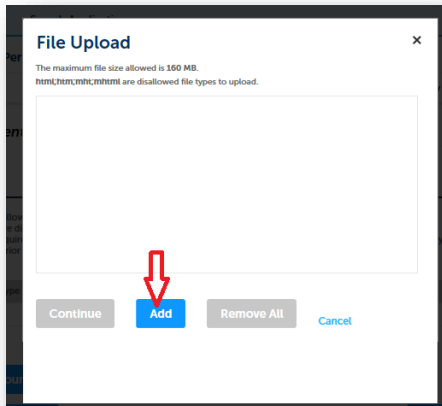 File Upload
×
The maximum file size allowed is 160 MB.
html;htm;mht;mhtml are disallowed file types to upload.
Continue
Add
Remove All
Cancel